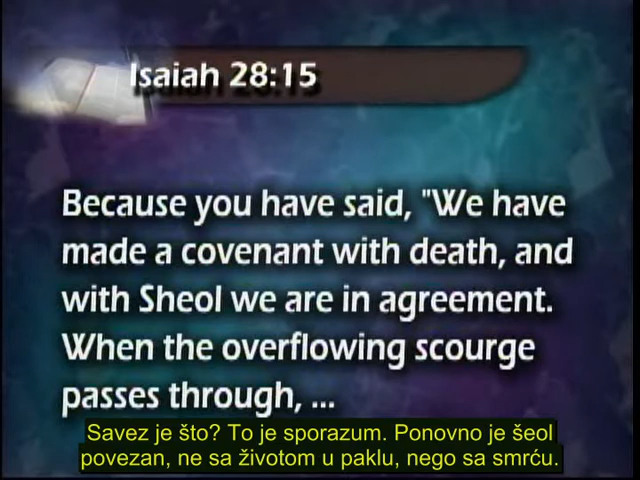 Isaiah 28:15
Because you have said, "We have
made a covenant with death, and
with Sheol we are in agreement.
When the overflowing scourge
passes through, ...
Savez je što? To je sporazum. Ponovno je šeol
povezan, ne sa životom u paklu, nego sa smrću.